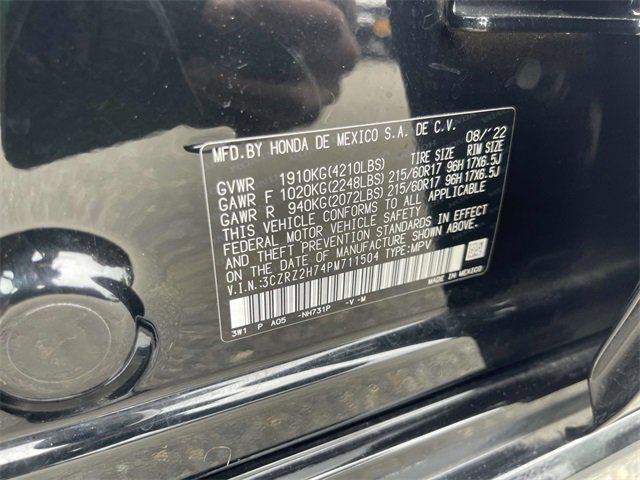 MFD.BY HONDA DE MEXICO S.A. DE C.V. 08/'22
GVWR 1910KG(4210LBS) TIRE SIZE RIM SIZE
GAWR F 1020KG(2248LBS) 215/60R17 96H 17X6.5J
GAWR R 940KG(2072LBS) 215/60R17 96H 17X6.5J
THIS VEHICLE CONFORMS TO ALL APPLICABLE
FEDERAL MOTOR VEHICLE SAFETY
AND THEFT PREVENTION STANDARDS IN EFFECT
ON THE DATE OF MANUFACTURE SHOWN ABOVE.
V.I.N.:3CZRZ2H74PM711504 TYPE:MPV
3W1 P A05 -NH731P -V -M MEXICO